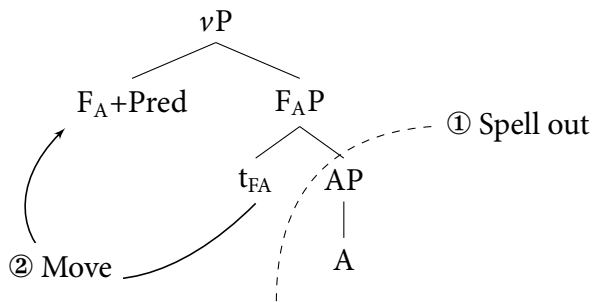 νP
F_A+Pred F_AP
① Spell out
t_FA AP
② Move A